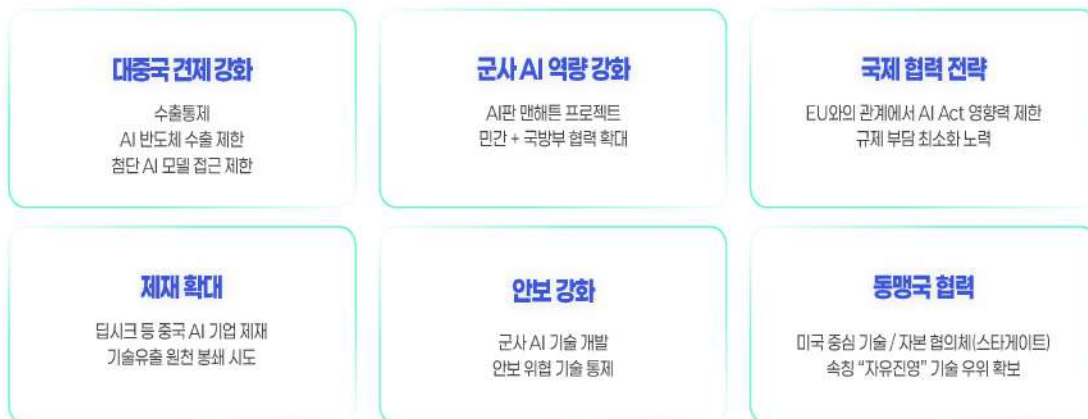 대중국 견제 강화
수출통제
AI 반도체 수출 제한
첨단 AI 모델 접근 제한
군사 AI 역량 강화
AI판 맨해튼 프로젝트
민간 + 국방부 협력 확대
국제 협력 전략
EU와의 관계에서 AI Act 영향력 제한
규제 부담 최소화 노력
제재 확대
딥시크 등 중국 AI 기업 제재
기술유출 원천 봉쇄 시도
안보 강화
군사 AI 기술 개발
안보 위협 기술 통제
동맹국 협력
미국 중심 기술 / 자본 협의체(스타게이트)
속칭 “자유진영” 기술 우위 확보